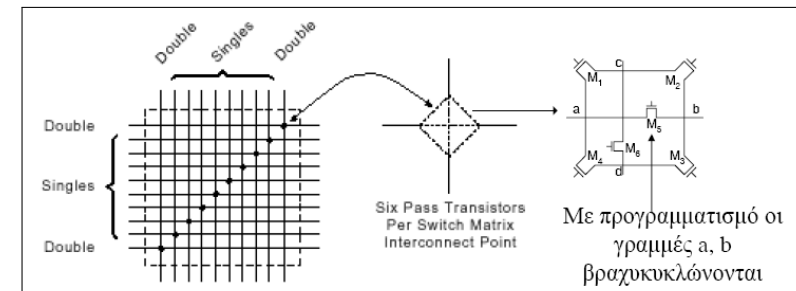 Double
Singles
Double
Double
Singles
Double
Six Pass Transistors
Per Switch Matrix
Interconnect Point
c
M1
M2
a
b
M5
M6
M4
M3
d
Με προγραμματισμό οι
γραμμές a, b
βραχυκυκλώνονται